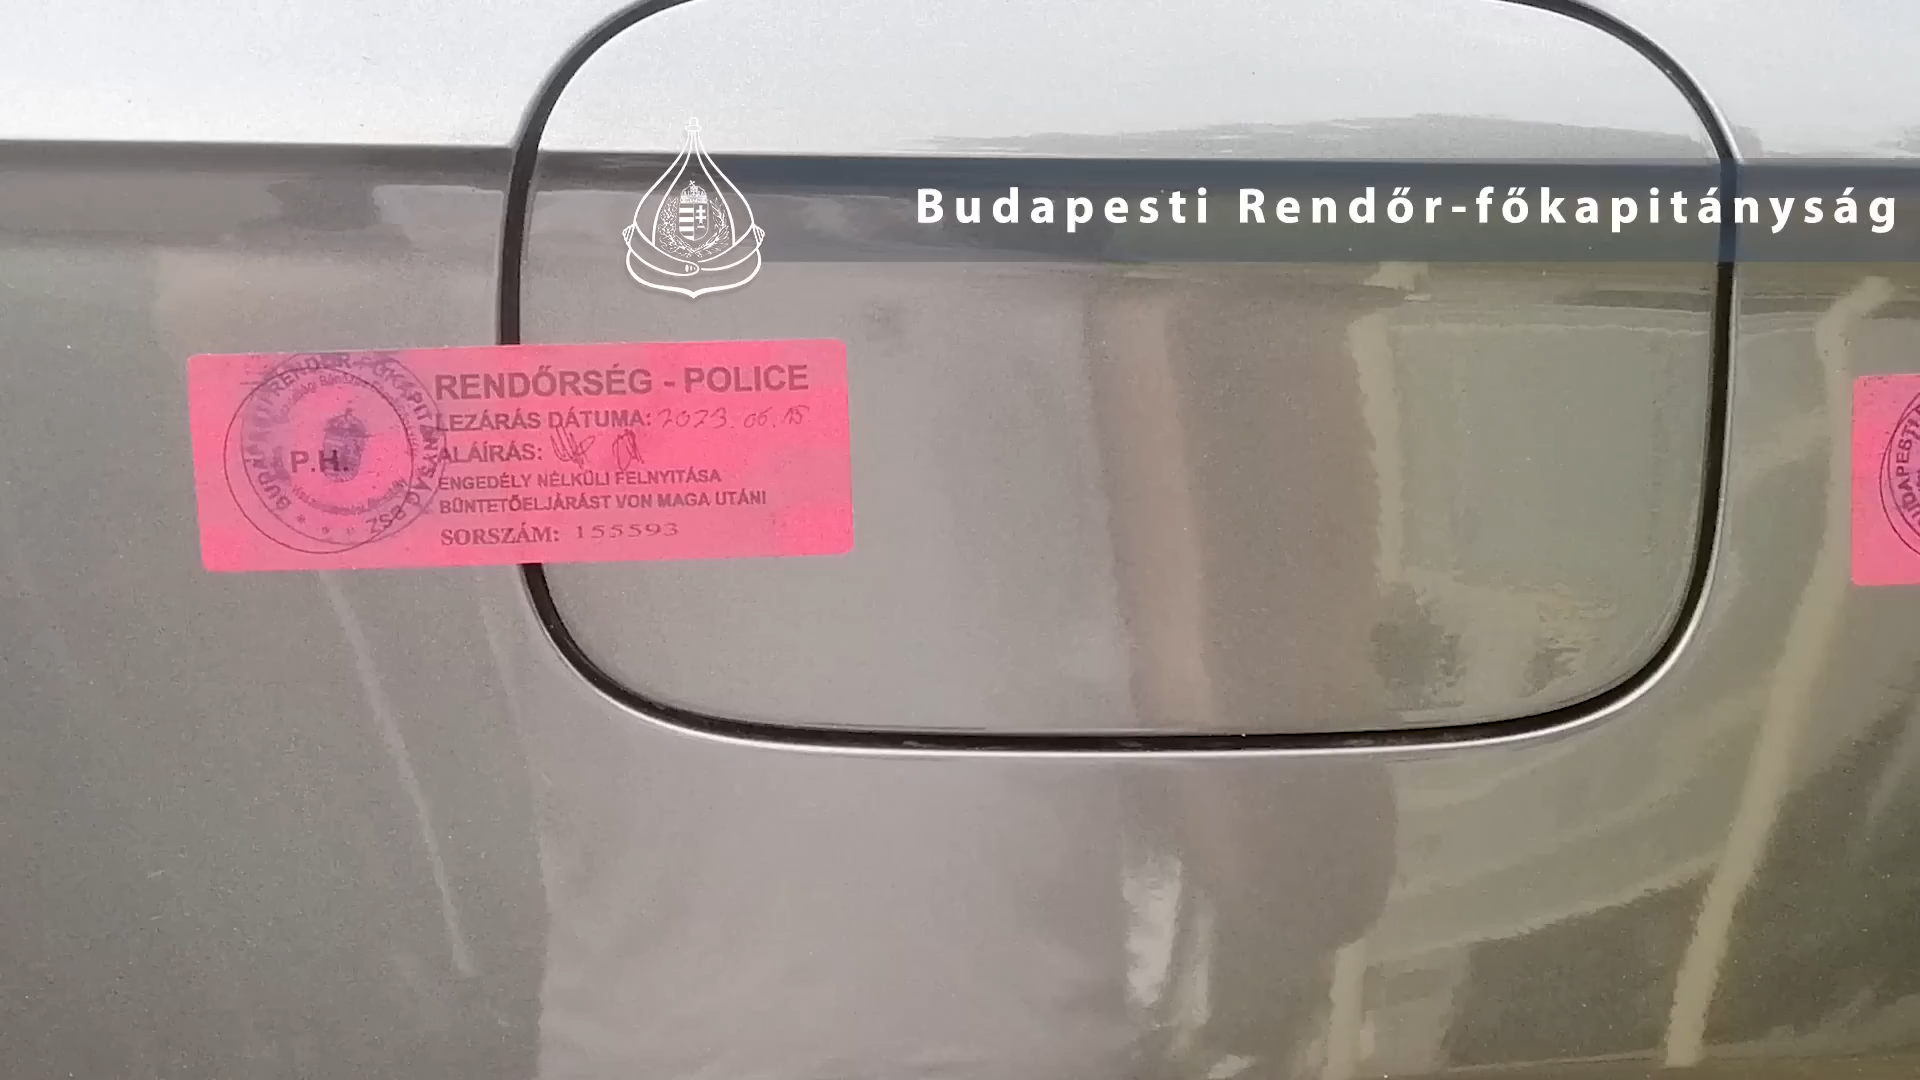 Budapesti Rendőr-főkapitányság
RENDŐRSÉG - POLICE
LEZÁRÁS DÁTUMA: 2023.06.15
ALÁÍRÁS:
P.H.
ENGEDÉLY NÉLKÜLI FELNYITÁSA
BÜNTETŐELJÁRÁST VON MAGA UTÁN!
SORSZÁM: 155593